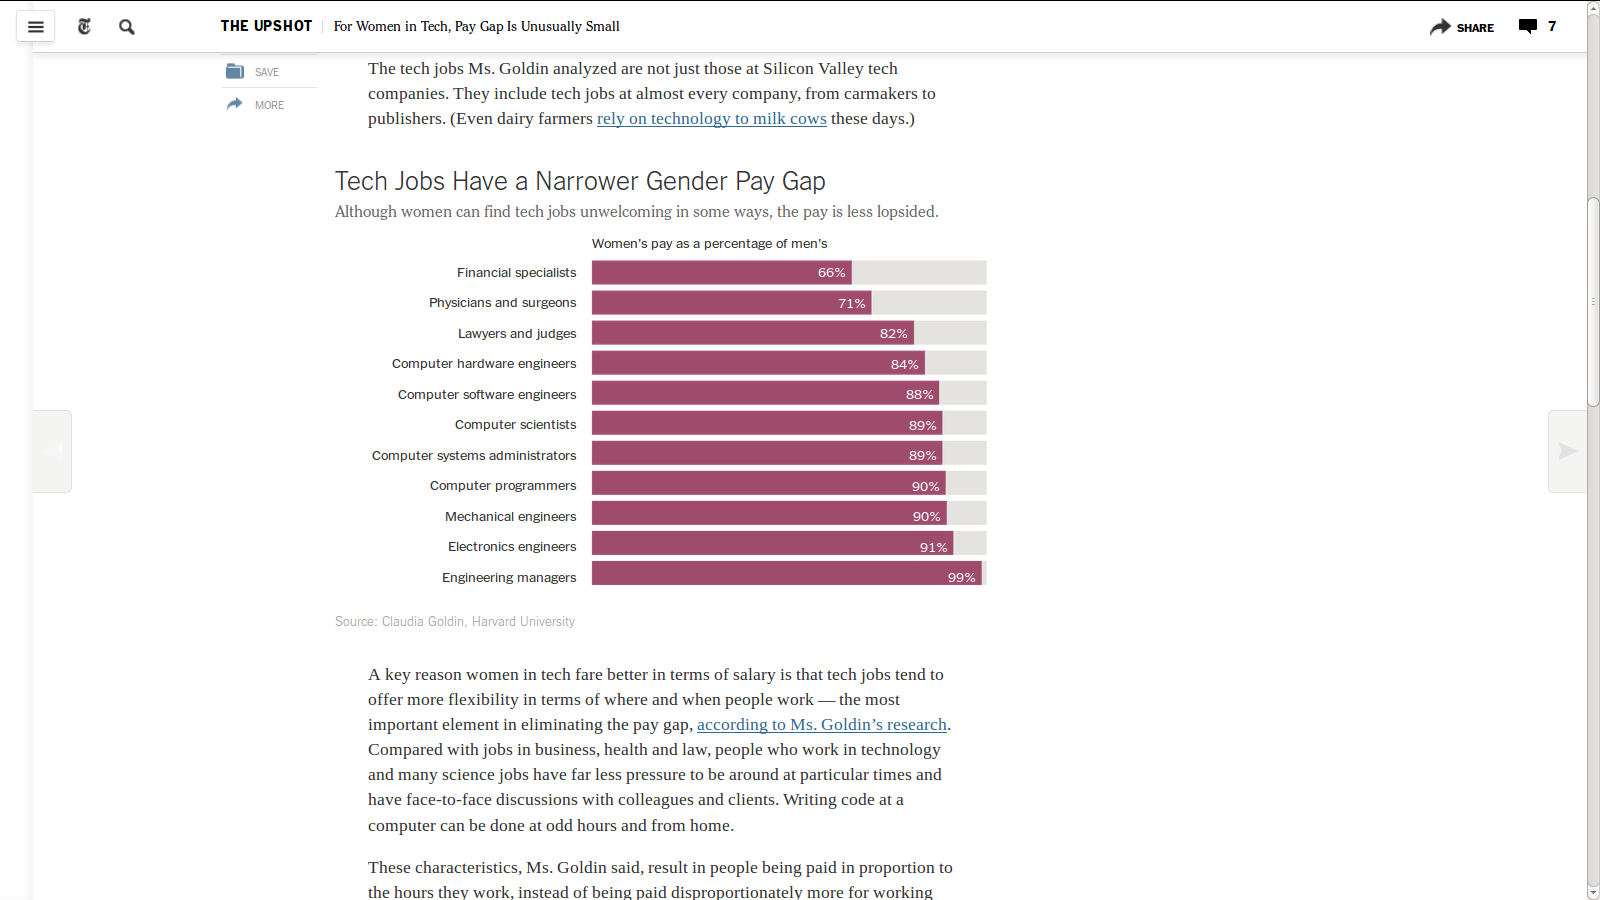 THE UPSHOT For Women in Tech, Pay Gap Is Unusually Small SHARE 7
SAVE
MORE
The tech jobs Ms. Goldin analyzed are not just those at Silicon Valley tech
companies. They include tech jobs at almost every company, from carmakers to
publishers. (Even dairy farmers rely on technology to milk cows these days.)
Tech Jobs Have a Narrower Gender Pay Gap
Although women can find tech jobs unwelcoming in some ways, the pay is less lopsided.
Women's pay as a percentage of men's
Financial specialists 66%
Physicians and surgeons 71%
Lawyers and judges 82%
Computer hardware engineers 84%
Computer software engineers 88%
Computer scientists 89%
Computer systems administrators 89%
Computer programmers 90%
Mechanical engineers 90%
Electronics engineers 91%
Engineering managers 99%
Source: Claudia Goldin, Harvard University
A key reason women in tech fare better in terms of salary is that tech jobs tend to
offer more flexibility in terms of where and when people work — the most
important element in eliminating the pay gap, according to Ms. Goldin’s research.
Compared with jobs in business, health and law, people who work in technology
and many science jobs have far less pressure to be around at particular times and
have face-to-face discussions with colleagues and clients. Writing code at a
computer can be done at odd hours and from home.
These characteristics, Ms. Goldin said, result in people being paid in proportion to
the hours they work, instead of being paid disproportionately more for working